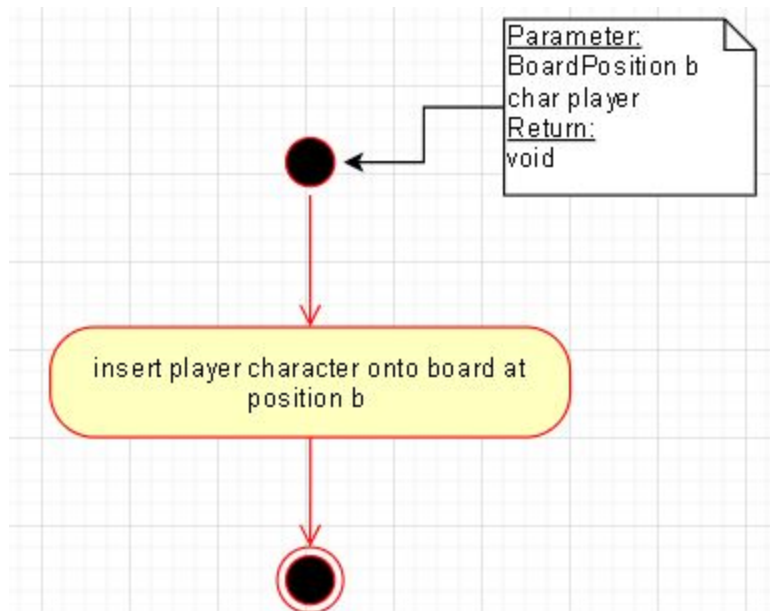 Parameter:
BoardPosition b
char player
Return:
void
insert player character onto board at
position b